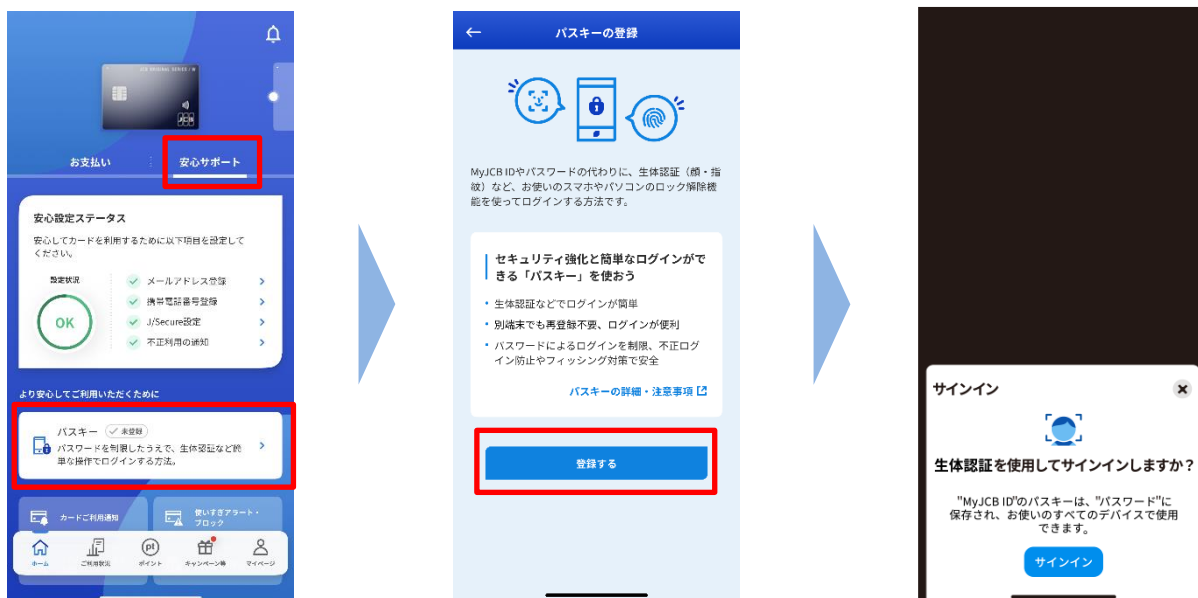 JCB
お支払い
安心サポート
安心設定ステータス
安心してカードを利用するために以下項目を設定して
ください。
設定状況
OK
メールアドレス登録
携帯電話番号登録
J/Secure設定
不正利用の通知
より安心してご利用いただくために
パスキー
未登録
パスワードを制限したうえで、生体認証など簡
単な操作でログインする方法。
カードご利用通知
使いすぎアラート・
ブロック
ホーム
ご利用状況
pt
ポイント
キャンペーン等
マイページ
パスキーの登録
MyJCB IDやパスワードの代わりに、生体認証（顔・指
紋）など、お使いのスマホやパソコンのロック解除機
能を使ってログインする方法です。
セキュリティ強化と簡単なログインがで
きる「パスキー」を使おう
・生体認証などでログインが簡単
・別端末でも再登録不要、ログインが便利
・パスワードによるログインを制限、不正ログ
イン防止やフィッシング対策で安全
パスキーの詳細・注意事項
登録する
サインイン
生体認証を使用してサインインしますか？
"MyJCB ID"のパスキーは、"パスワード"に
保存され、お使いのすべてのデバイスで使用
できます。
サインイン